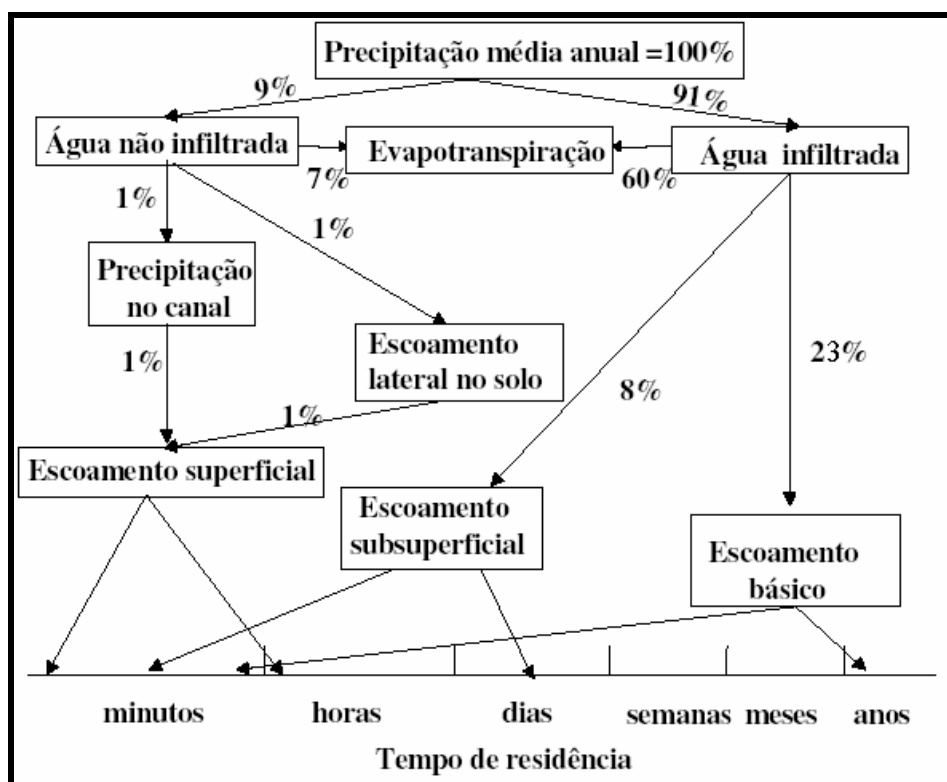 Precipitação média anual =100%
9%
91%
Água não infiltrada
Evapotranspiração
Água infiltrada
7%
60%
1%
1%
Precipitação
no canal
Escoamento
lateral no solo
1%
23%
8%
1%
Escoamento superficial
Escoamento
subsuperficial
Escoamento
básico
minutos
horas
dias
semanas
meses
anos
Tempo de residência